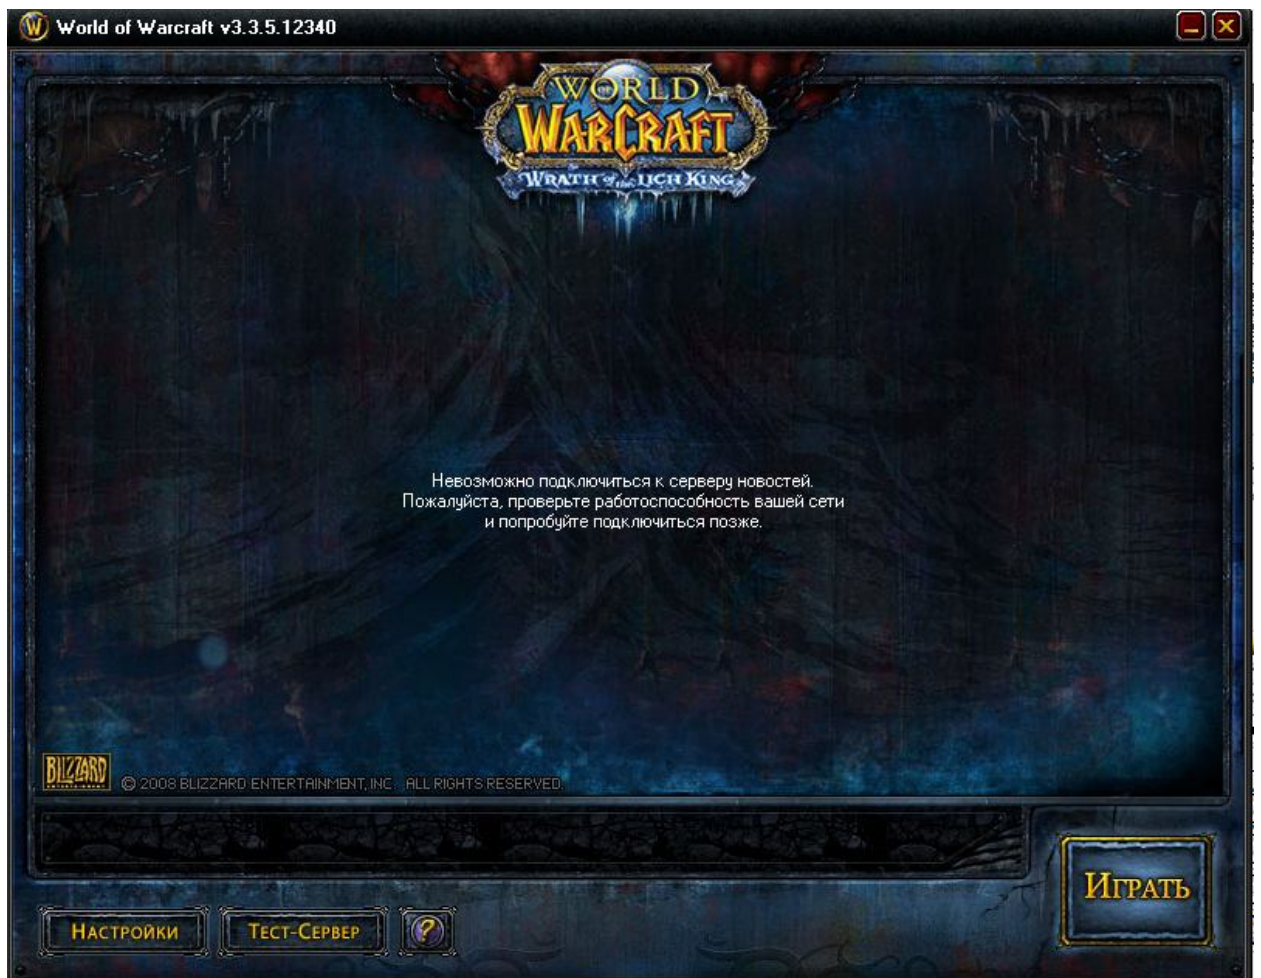 World of Warcraft v3.3.5.12340
WORLD
OF
WARCRAFT
WRATH of the LICH KING
Невозможно подключиться к серверу новостей.
Пожалуйста, проверьте работоспособность вашей сети
и попробуйте подключиться позже.
BLIZZARD
ENTERTAINMENT
© 2008 BLIZZARD ENTERTAINMENT, INC ALL RIGHTS RESERVED.
ИГРАТЬ
НАСТРОЙКИ
ТЕСТ-СЕРВЕР
?